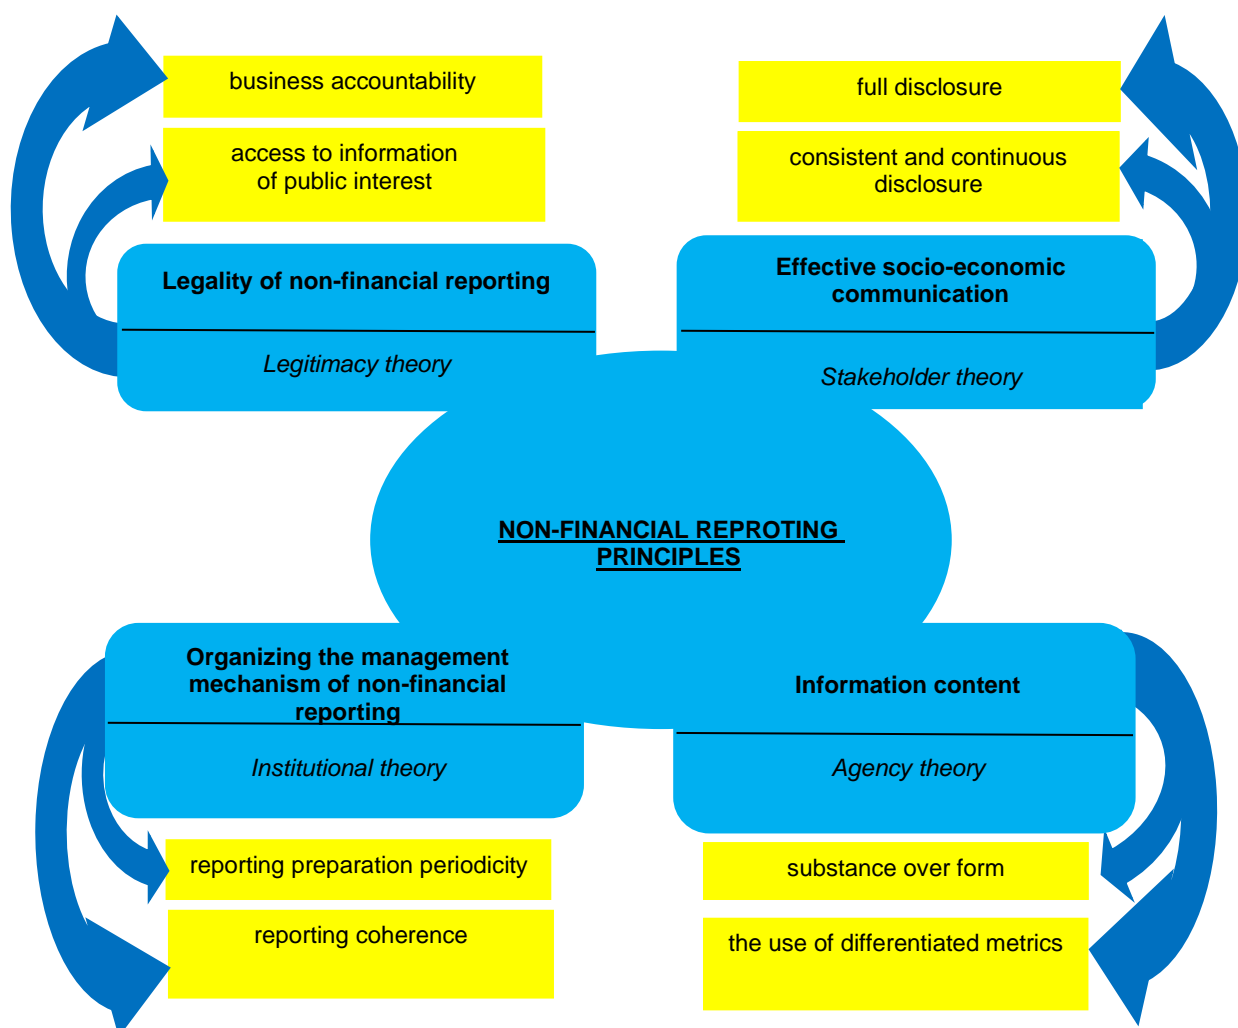 business accountability
access to information
of public interest
Legality of non-financial reporting
Legitimacy theory
full disclosure
consistent and continuous
disclosure
Effective socio-economic
communication
Stakeholder theory
NON-FINANCIAL REPROTING
PRINCIPLES
Organizing the management
mechanism of non-financial
reporting
Institutional theory
reporting preparation periodicity
reporting coherence
Information content
Agency theory
substance over form
the use of differentiated metrics